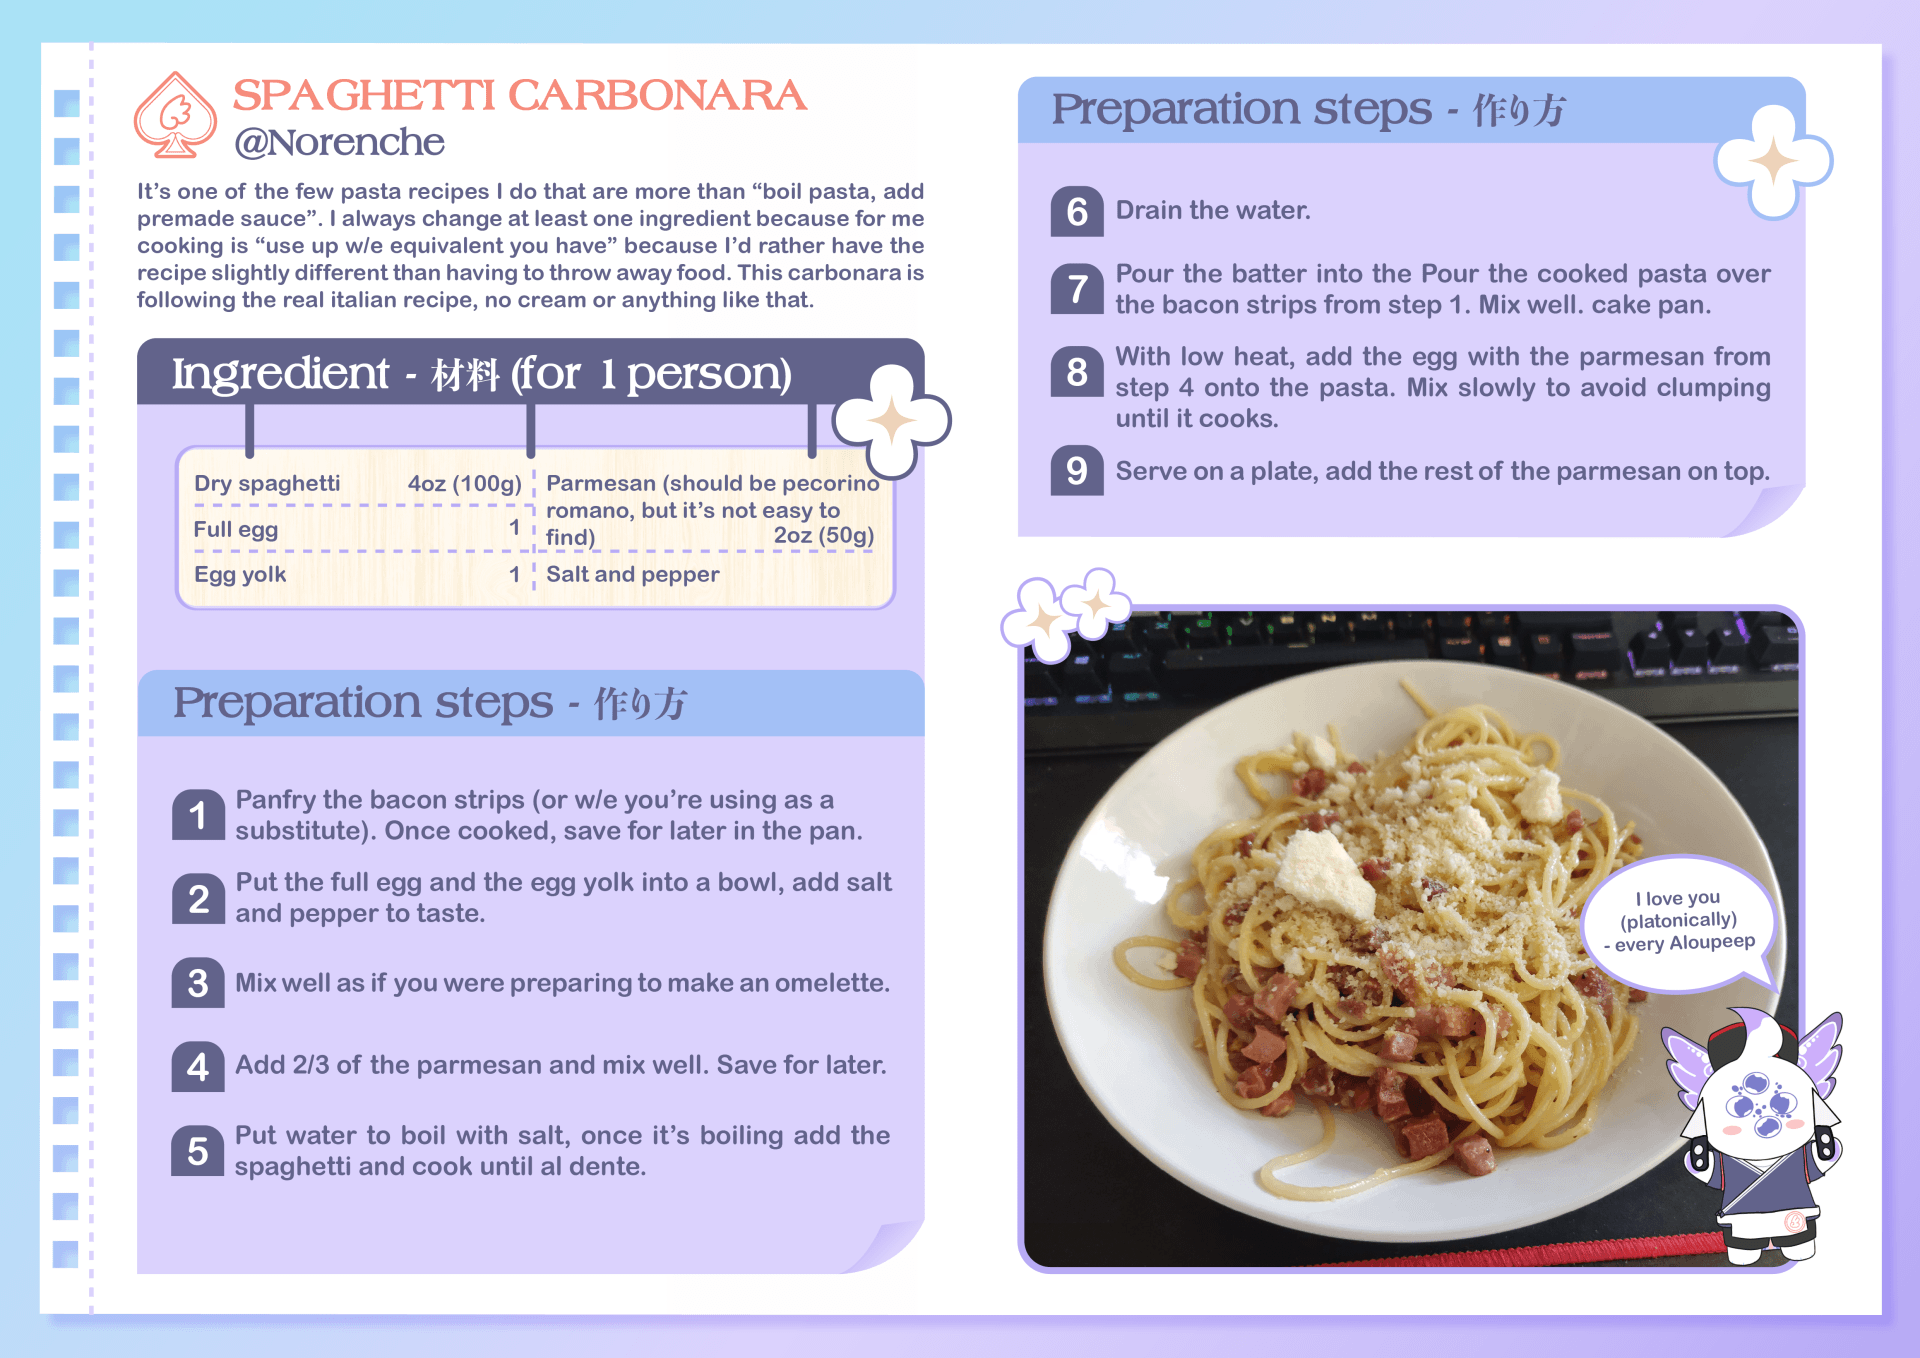 SPAGHETTI CARBONARA
@Norenche
It's one of the few pasta recipes I do that are more than “boil pasta, add
premade sauce”. I always change at least one ingredient because for me
cooking is “use up w/e equivalent you have” because I'd rather have the
recipe slightly different than having to throw away food. This carbonara is
following the real italian recipe, no cream or anything like that.
Ingredient - 材料 (for 1 person)
Dry spaghetti 4oz (100g)
Full egg 1
Egg yolk 1
Parmesan (should be pecorino
romano, but it's not easy to
find) 2oz (50g)
Salt and pepper
Preparation steps - 作り方
1 Panfry the bacon strips (or w/e you're using as a
substitute). Once cooked, save for later in the pan.
2 Put the full egg and the egg yolk into a bowl, add salt
and pepper to taste.
3 Mix well as if you were preparing to make an omelette.
4 Add 2/3 of the parmesan and mix well. Save for later.
5 Put water to boil with salt, once it's boiling add the
spaghetti and cook until al dente.
Preparation steps - 作り方
6 Drain the water.
7 Pour the batter into the Pour the cooked pasta over
the bacon strips from step 1. Mix well. cake pan.
8 With low heat, add the egg with the parmesan from
step 4 onto the pasta. Mix slowly to avoid clumping
until it cooks.
9 Serve on a plate, add the rest of the parmesan on top.
I love you
(platonically)
- every Aloupeep